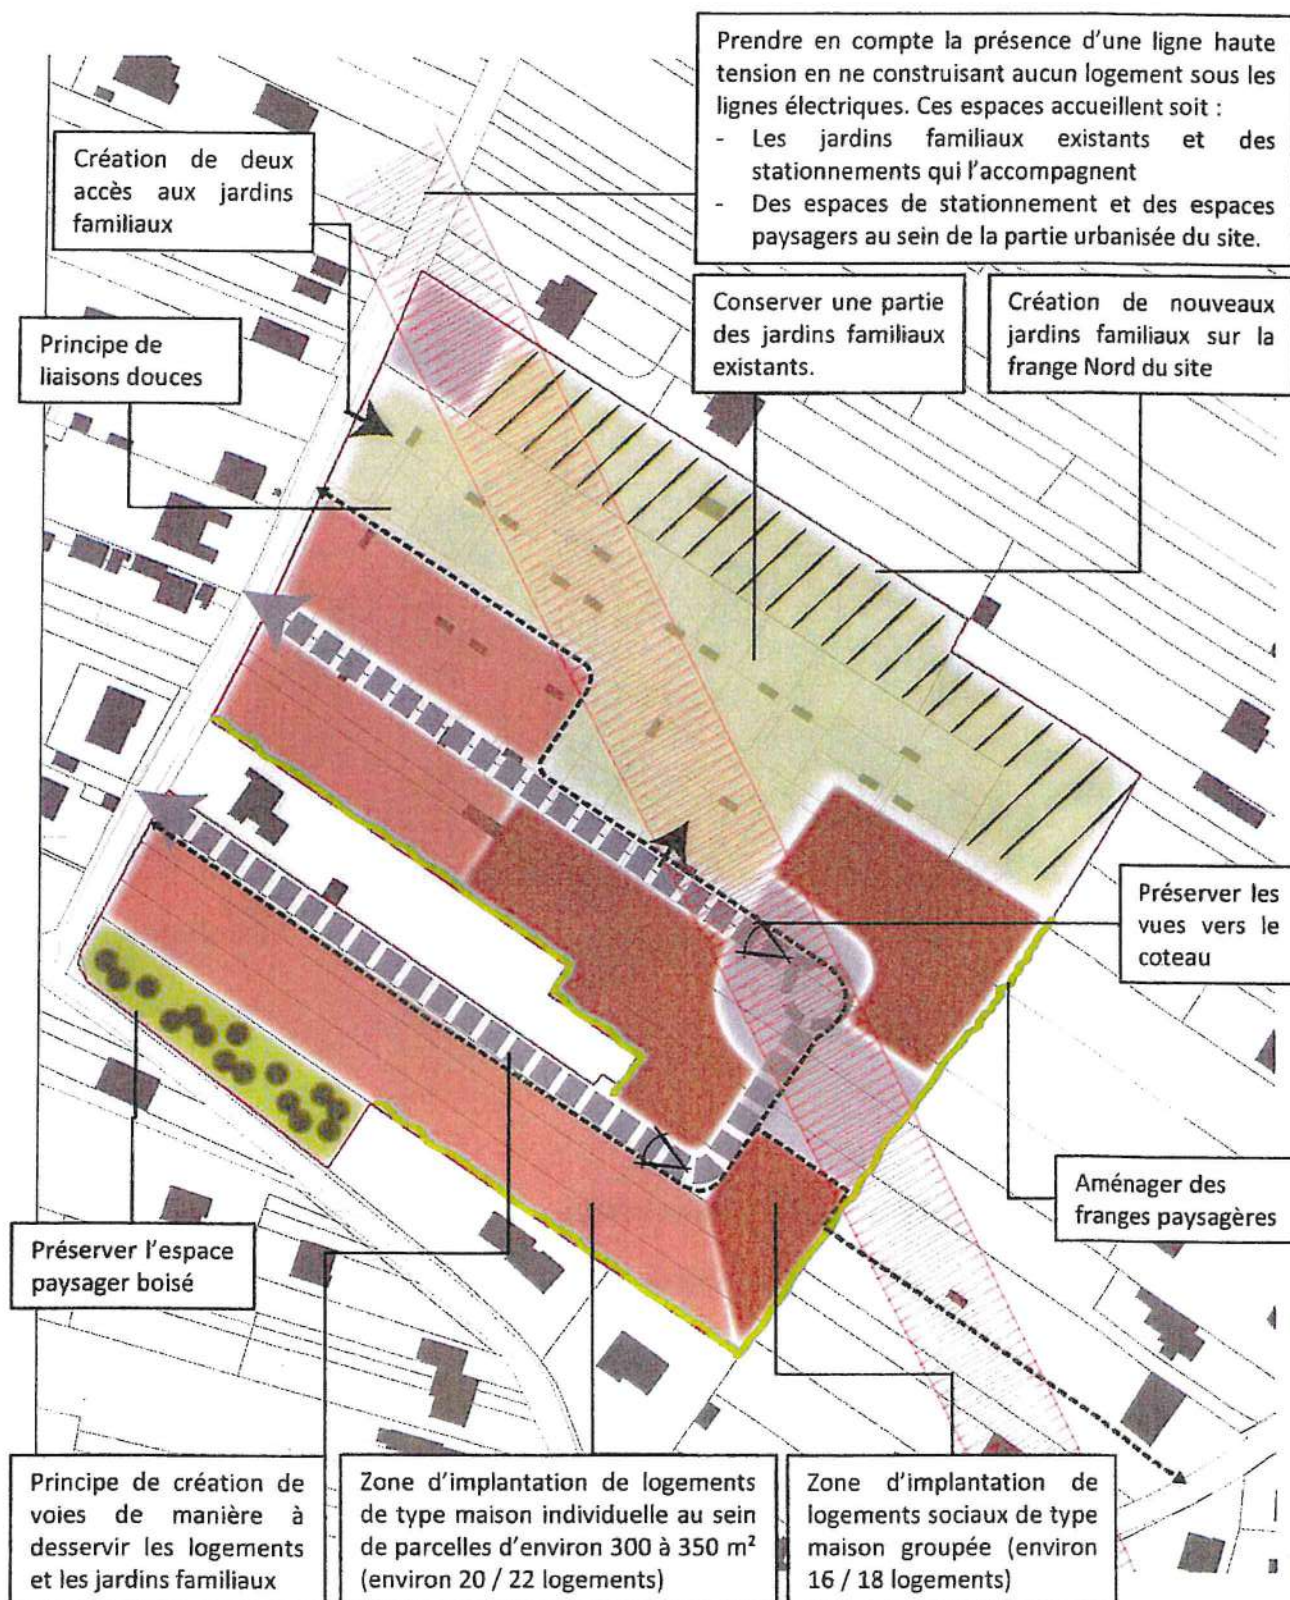 Prendre en compte la présence d'une ligne haute
tension en ne construisant aucun logement sous les
lignes électriques. Ces espaces accueillent soit :
- Les jardins familiaux existants et des
stationnements qui l'accompagnent
- Des espaces de stationnement et des espaces
paysagers au sein de la partie urbanisée du site.
Création de deux
accès aux jardins
familiaux
Conserver une partie
des jardins familiaux
existants.
Création de nouveaux
jardins familiaux sur la
frange Nord du site
Principe de
liaisons douces
Préserver les
vues vers le
coteau
Aménager des
franges paysagères
Préserver l'espace
paysager boisé
Principe de création de
voies de manière à
desservir les logements
et les jardins familiaux
Zone d'implantation de logements
de type maison individuelle au sein
de parcelles d'environ 300 à 350 m²
(environ 20 / 22 logements)
Zone d'implantation de
logements sociaux de type
maison groupée (environ
16 / 18 logements)